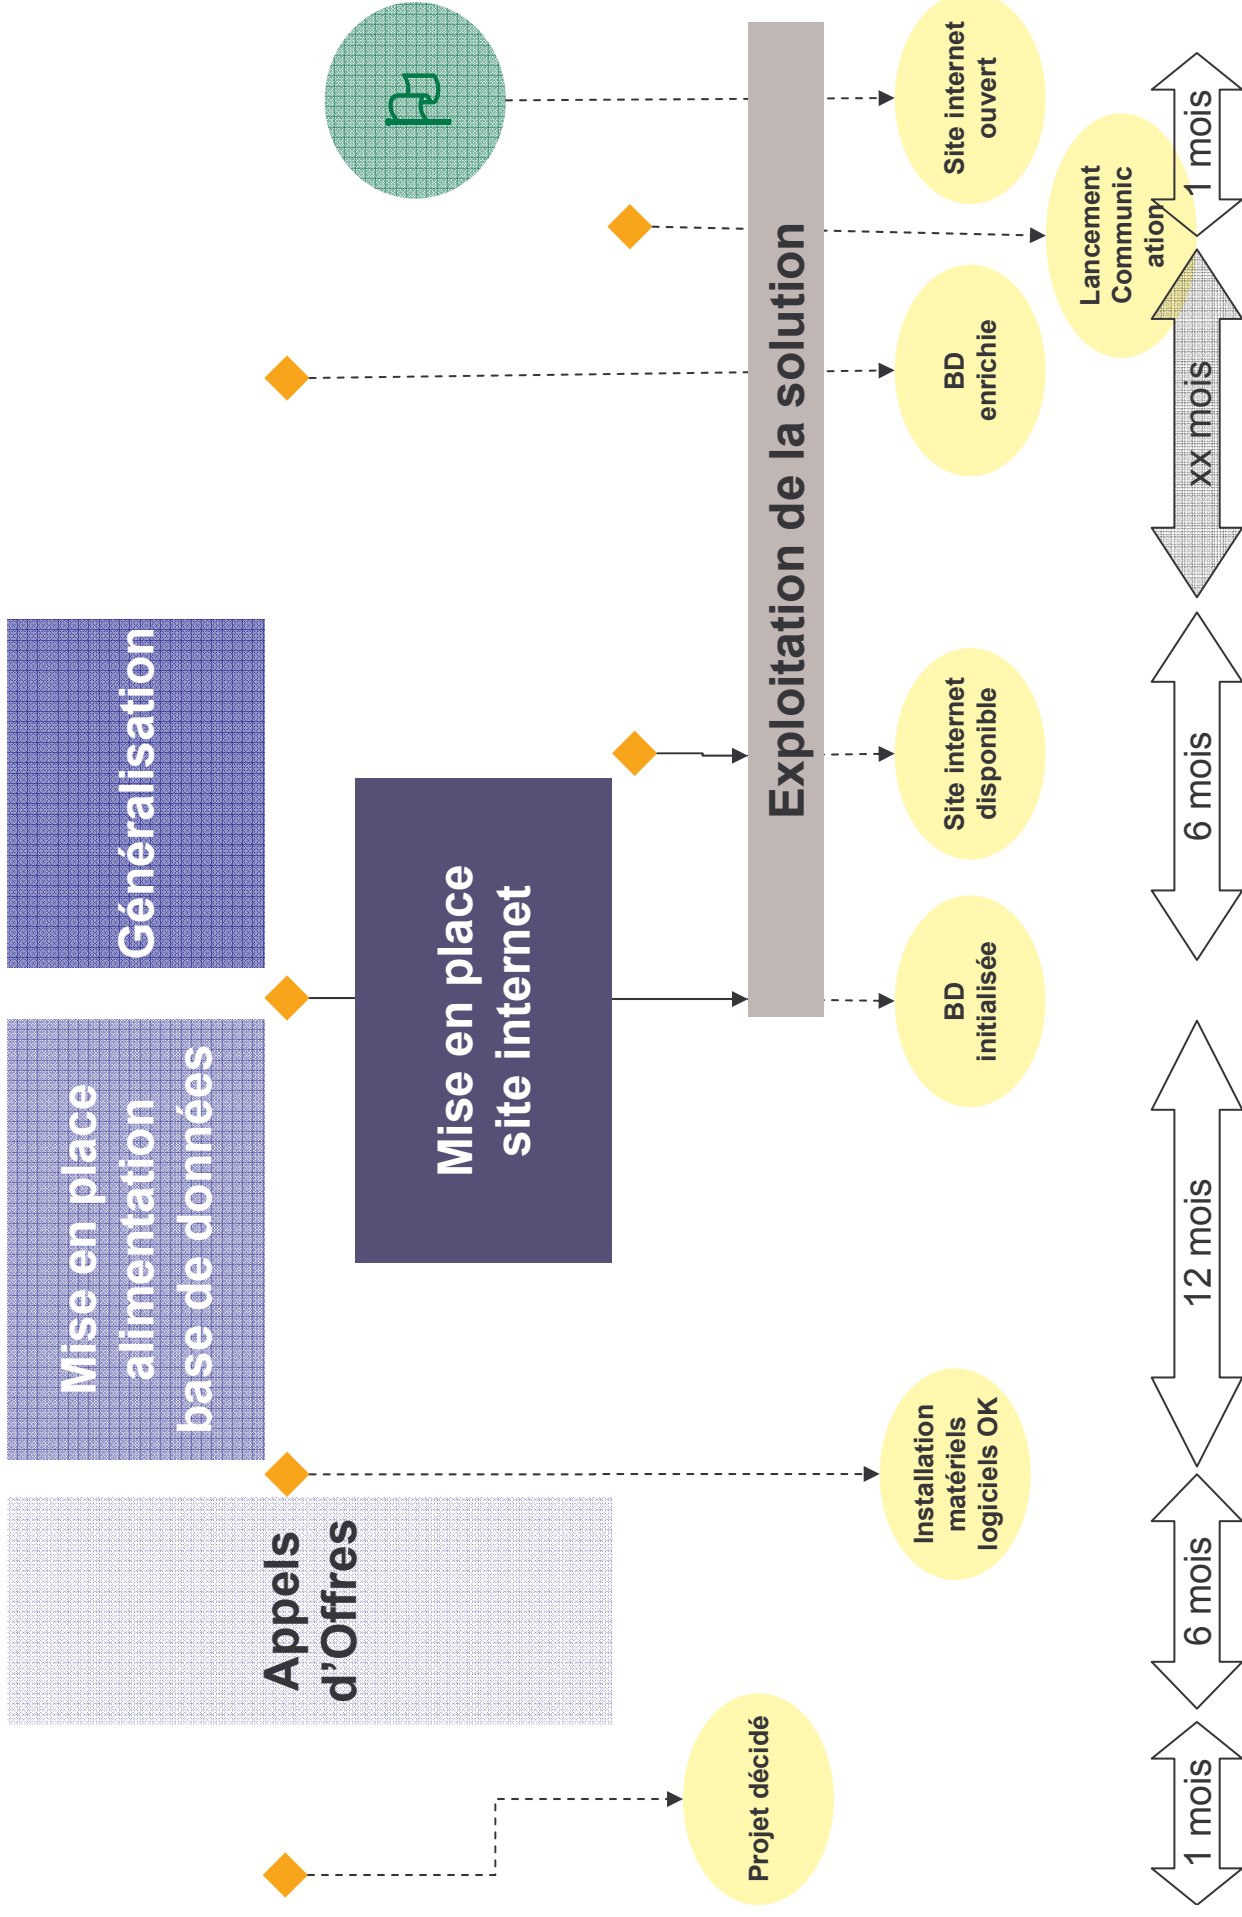 Appels
d'Offres
Mise en place
alimentation
base de données
Généralisation
Mise en place
site internet
Exploitation de la solution
Projet décidé
Installation
matériels
logiciels OK
BD
initialisée
Site internet
disponible
BD
enrichie
Lancement
Communic
ation
Site internet
ouvert
1 mois
6 mois
12 mois
6 mois
xx mois
1 mois